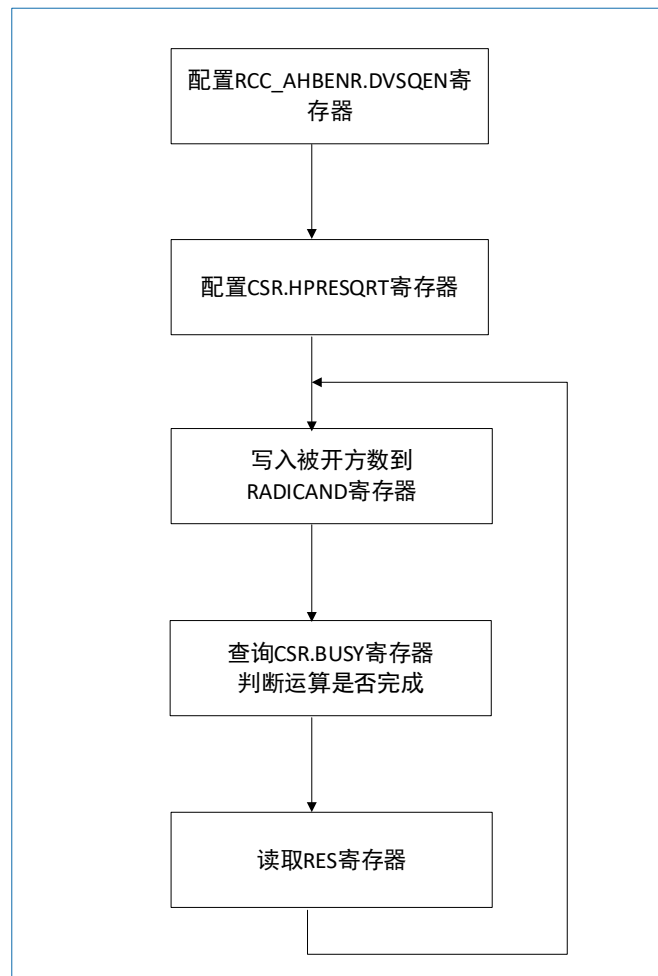 配置RCC_AHBENR.DVSQEN寄
存器
配置CSR.HPRESQRT寄存器
写入被开方数到
RADICAND寄存器
查询CSR.BUSY寄存器
判断运算是否完成
读取RES寄存器